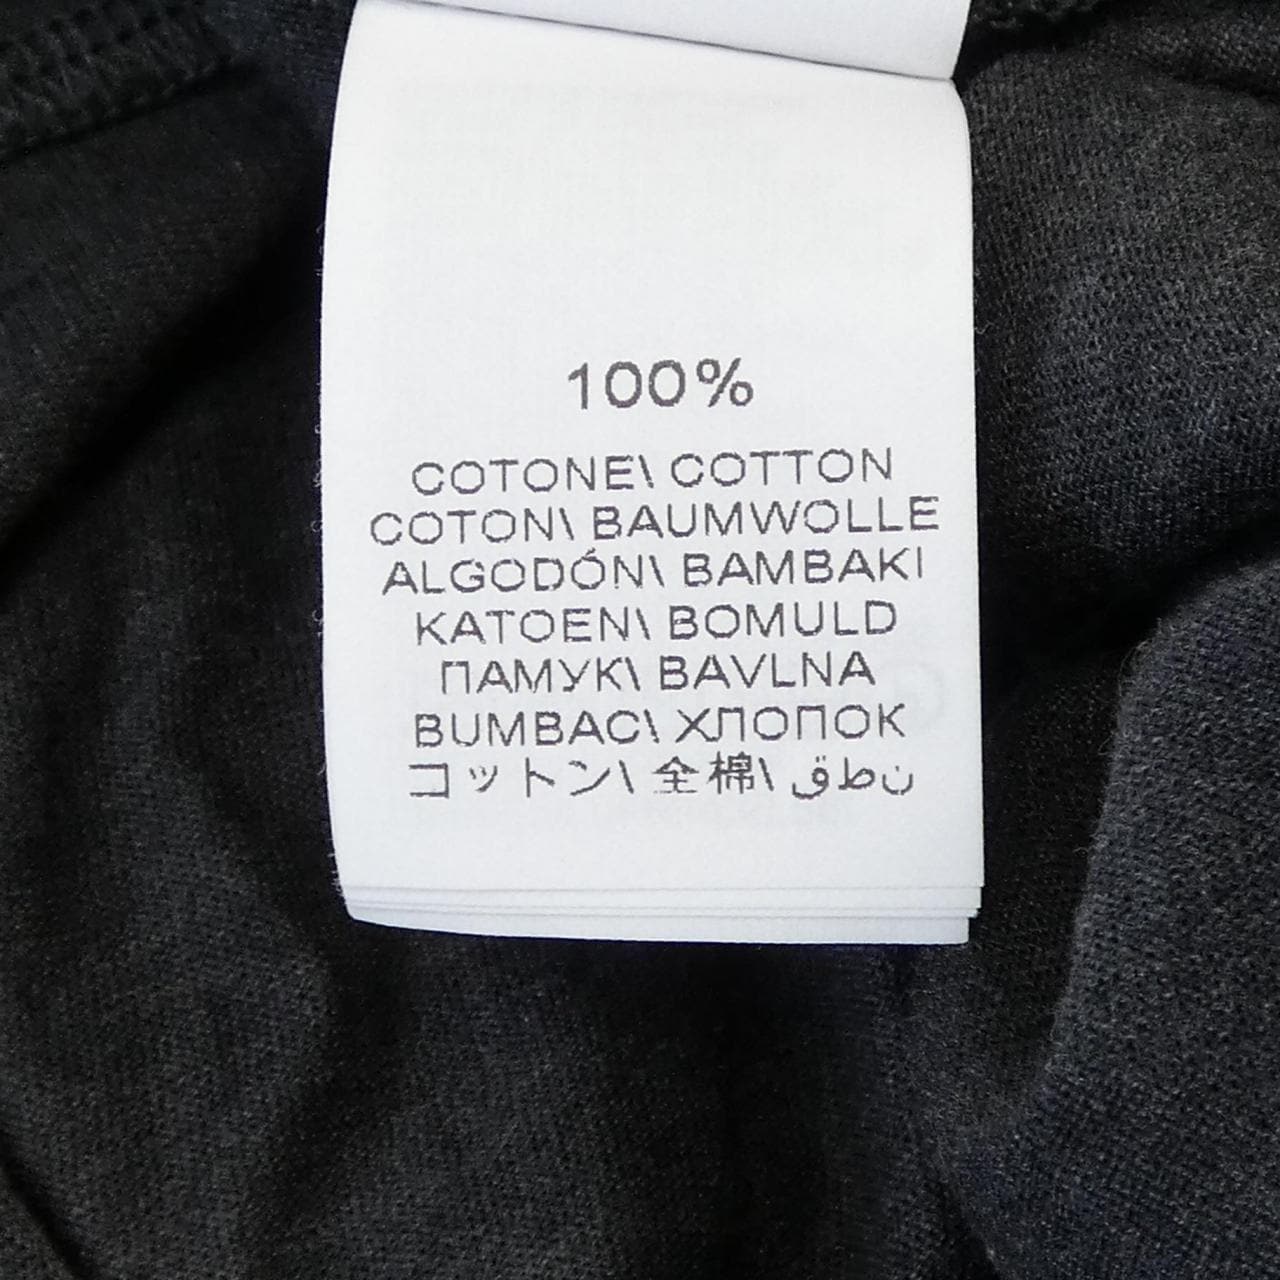 100%
COTONE\ COTTON
COTON\ BAUMWOLLE
ALGODÓN\ BAMBAKI
KATOEN\ BOMULD
ПАМУК\ BAVLNA
BUMBAC\ ХЛОПОК
コットン\ 全棉\ نطق